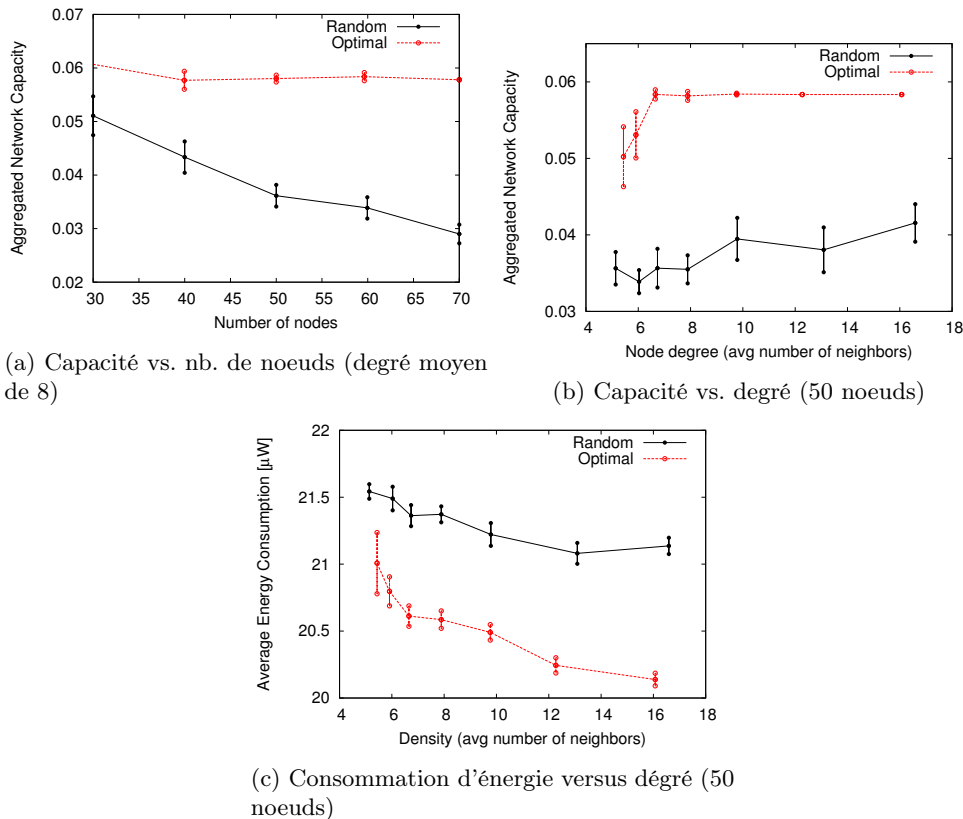 0.07
0.06
0.05
0.04
0.03
0.02
Aggregated Network Capacity
Random
Optimal
30 35 40 45 50 55 60 65 70
Number of nodes
(a) Capacité vs. nb. de noeuds (degré moyen
de 8)
0.06
0.05
0.04
0.03
Aggregated Network Capacity
Random
Optimal
4 6 8 10 12 14 16 18
Node degree (avg number of neighbors)
(b) Capacité vs. degré (50 noeuds)
22
21.5
21
20.5
20
Average Energy Consumption [µW]
Random
Optimal
4 6 8 10 12 14 16 18
Density (avg number of neighbors)
(c) Consommation d'énergie versus dégré (50
noeuds)